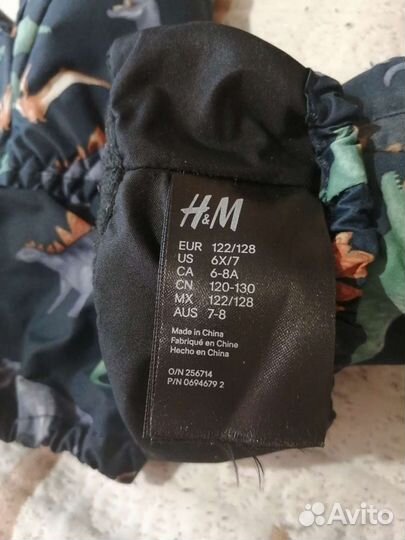 H&M
EUR 122/128
US 6X/7
CA 6-8A
CN 120-130
MX 122/128
AUS 7-8
Made in China
Fabriqué en Chine
Hecho en China
O/N 256714
P/N 0694679 2
Avito